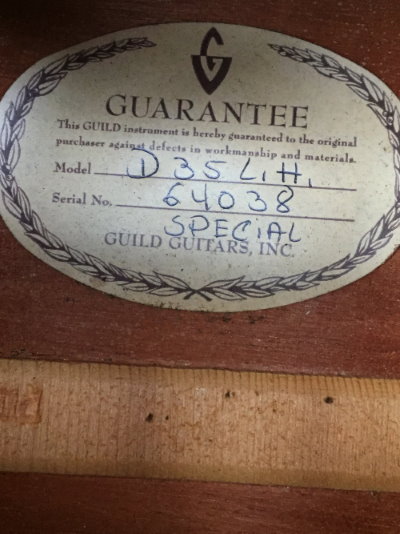 G
GUARANTEE
This GUILD instrument is hereby guaranteed to the original
purchaser against defects in workmanship and materials.
Model D 35 L.H.
Serial No. 64038
SPECIAL
GUILD GUITARS, INC.